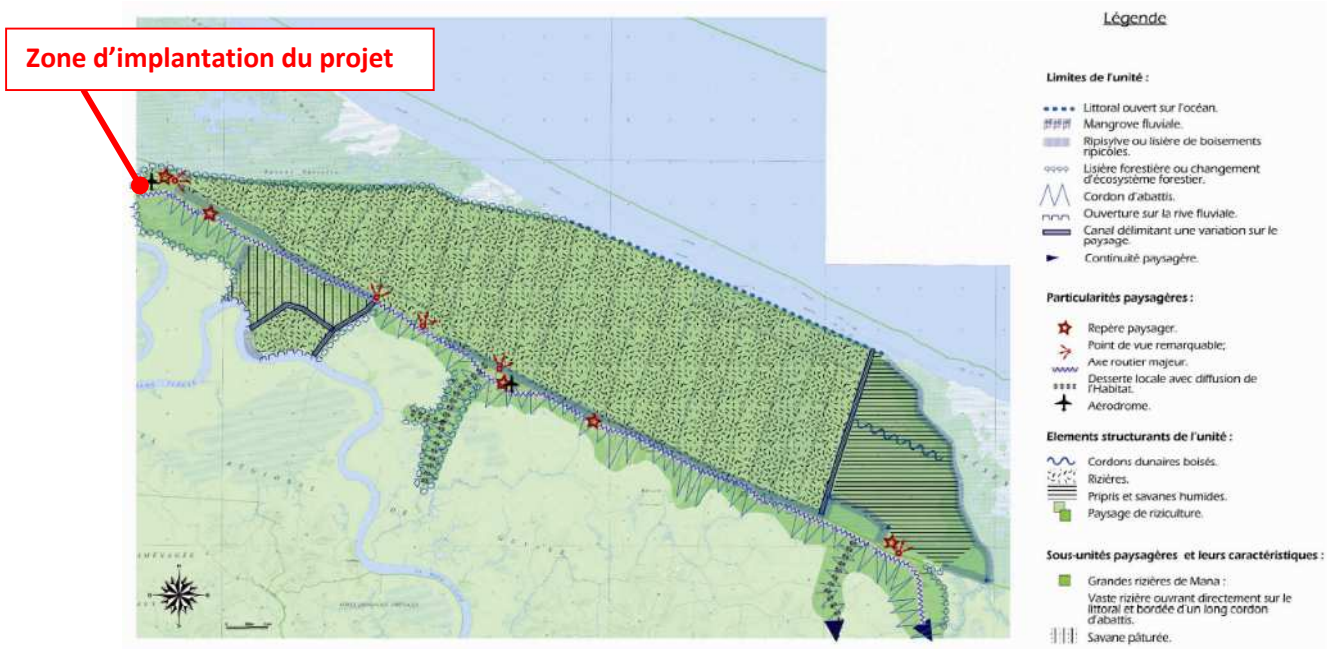 Zone d'implantation du projet
Légende
Limites de l'unité :
Littoral ouvert sur l'océan.
Mangrove fluviale.
Ripisylve ou lisière de boisements
ripicoles.
Lisière forestière ou changement
d'écosystème forestier.
Cordon d'abattis.
Ouverture sur la rive fluviale.
Canal délimitant une variation sur le
paysage.
Continuité paysagère.
Particularités paysagères :
Repère paysager.
Point de vue remarquable;
Axe routier majeur.
Desserte locale avec diffusion de
l'Habitat.
Aérodrome.
Elements structurants de l'unité :
Cordons dunaires boisés.
Rizières.
Pripris et savanes humides.
Paysage de riziculture.
Sous-unités paysagères et leurs caractéristiques :
Grandes rizières de Mana :
Vaste rizière ouvrant directement sur le
littoral et bordée d'un long cordon
d'abattis.
Savane pâturée.